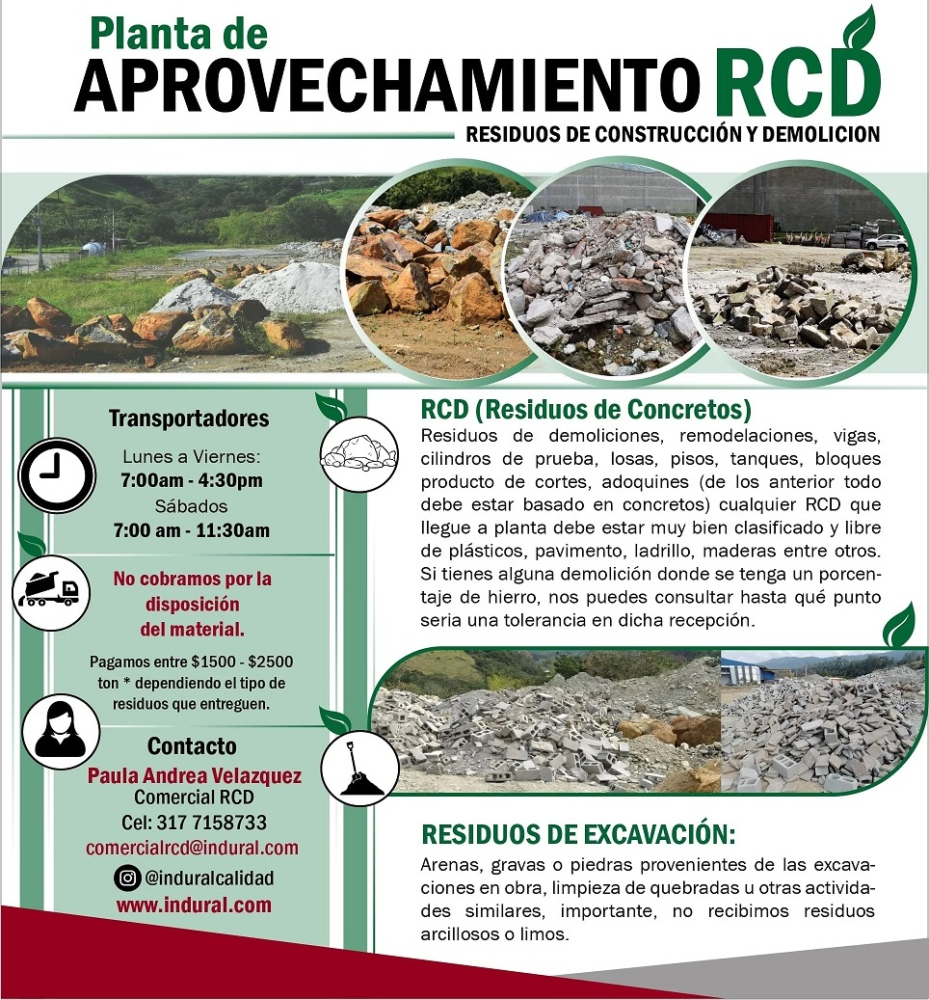 Planta de
APROVECHAMIENTO RCD
RESIDUOS DE CONSTRUCCIÓN Y DEMOLICION
Transportadores
Lunes a Viernes:
7:00am - 4:30pm
Sábados
7:00 am - 11:30am
No cobramos por la
disposición
del material.
Pagamos entre $1500 - $2500
ton * dependiendo el tipo de
residuos que entreguen.
Contacto
Paula Andrea Velazquez
Comercial RCD
Cel: 317 7158733
comercialrcd@indural.com
@induralcalidad
www.indural.com
RCD (Residuos de Concretos)
Residuos de demoliciones, remodelaciones, vigas,
cilindros de prueba, losas, pisos, tanques, bloques
producto de cortes, adoquines (de los anterior todo
debe estar basado en concretos) cualquier RCD que
llegue a planta debe estar muy bien clasificado y libre
de plásticos, pavimento, ladrillo, maderas entre otros.
Si tienes alguna demolición donde se tenga un porcen-
taje de hierro, nos puedes consultar hasta qué punto
seria una tolerancia en dicha recepción.
RESIDUOS DE EXCAVACIÓN:
Arenas, gravas o piedras provenientes de las excava-
ciones en obra, limpieza de quebradas u otras activida-
des similares, importante, no recibimos residuos
arcillosos o limos.